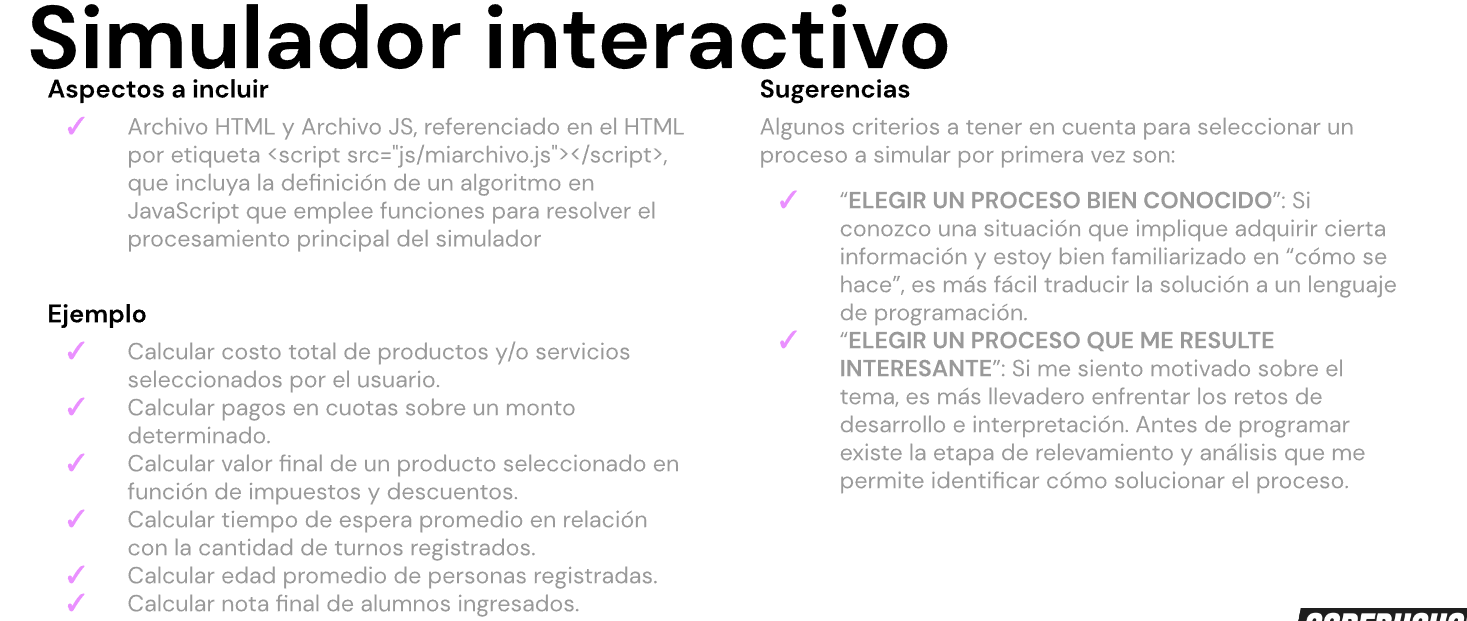 Simulador interactivo
Aspectos a incluir
✓ Archivo HTML y Archivo JS, referenciado en el HTML
por etiqueta <script src="js/miarchivo.js"></script>,
que incluya la definición de un algoritmo en
JavaScript que emplee funciones para resolver el
procesamiento principal del simulador
Ejemplo
✓ Calcular costo total de productos y/o servicios
seleccionados por el usuario.
✓ Calcular pagos en cuotas sobre un monto
determinado.
✓ Calcular valor final de un producto seleccionado en
función de impuestos y descuentos.
✓ Calcular tiempo de espera promedio en relación
con la cantidad de turnos registrados.
✓ Calcular edad promedio de personas registradas.
✓ Calcular nota final de alumnos ingresados.
Sugerencias
Algunos criterios a tener en cuenta para seleccionar un
proceso a simular por primera vez son:
✓ “ELEGIR UN PROCESO BIEN CONOCIDO”: Si
conozco una situación que implique adquirir cierta
información y estoy bien familiarizado en “cómo se
hace”, es más fácil traducir la solución a un lenguaje
de programación.
✓ “ELEGIR UN PROCESO QUE ME RESULTE
INTERESANTE”: Si me siento motivado sobre el
tema, es más llevadero enfrentar los retos de
desarrollo e interpretación. Antes de programar
existe la etapa de relevamiento y análisis que me
permite identificar cómo solucionar el proceso.